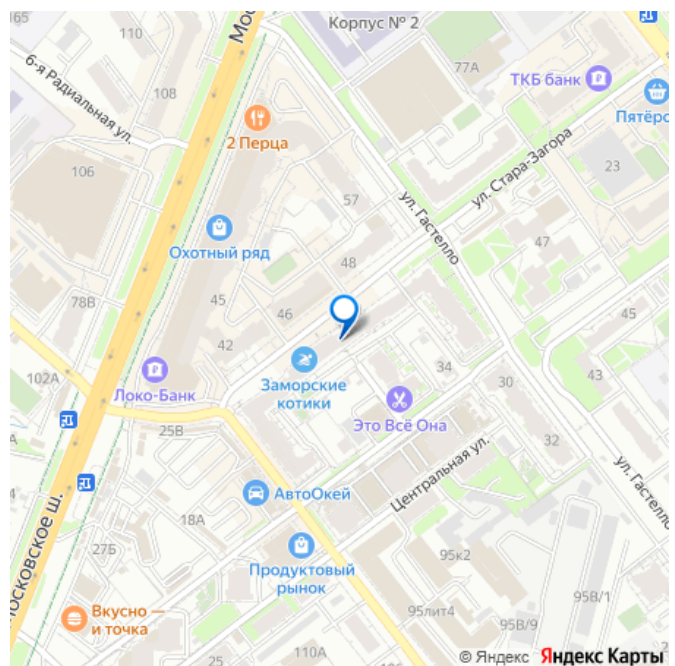 165
110
Мос
Корпус № 2
6-я Радиальная ул.
108
77А
ТКБ банк
Пятёро
2 Перца
106
57
ул. Стара-Загора
23
ул. Гастелло
Охотный ряд
48
47
78В
45
46
45
42
Заморские
котики
34
43
102А
Локо-Банк
30
Это Всё Она
25В
32
Центральная ул.
ул. Гастелло
АвтоОкей
18А
Московское ш.
27Б
95к2
Продуктовый
рынок
95В/1
Вкусно —
и точка
95лит4
95В/9
25
110А
© Яндекс Яндекс Карты